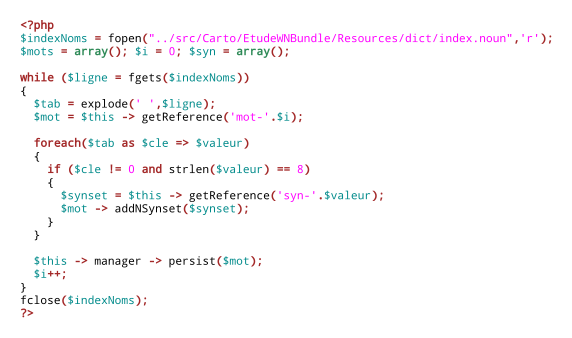 <?php
$indexNoms = fopen("../src/Carto/EtudeWNBundle/Resources/dict/index.noun",'r');
$mots = array(); $i = 0; $syn = array();
while ($ligne = fgets($indexNoms))
{
$tab = explode(' ',$ligne);
$mot = $this -> getReference('mot-'.$i);
foreach($tab as $cle => $valeur)
{
if ($cle != 0 and strlen($valeur) == 8)
{
$synset = $this -> getReference('syn-'.$valeur);
$mot -> addNSynset($synset);
}
}
$this -> manager -> persist($mot);
$i++;
}
fclose($indexNoms);
?>